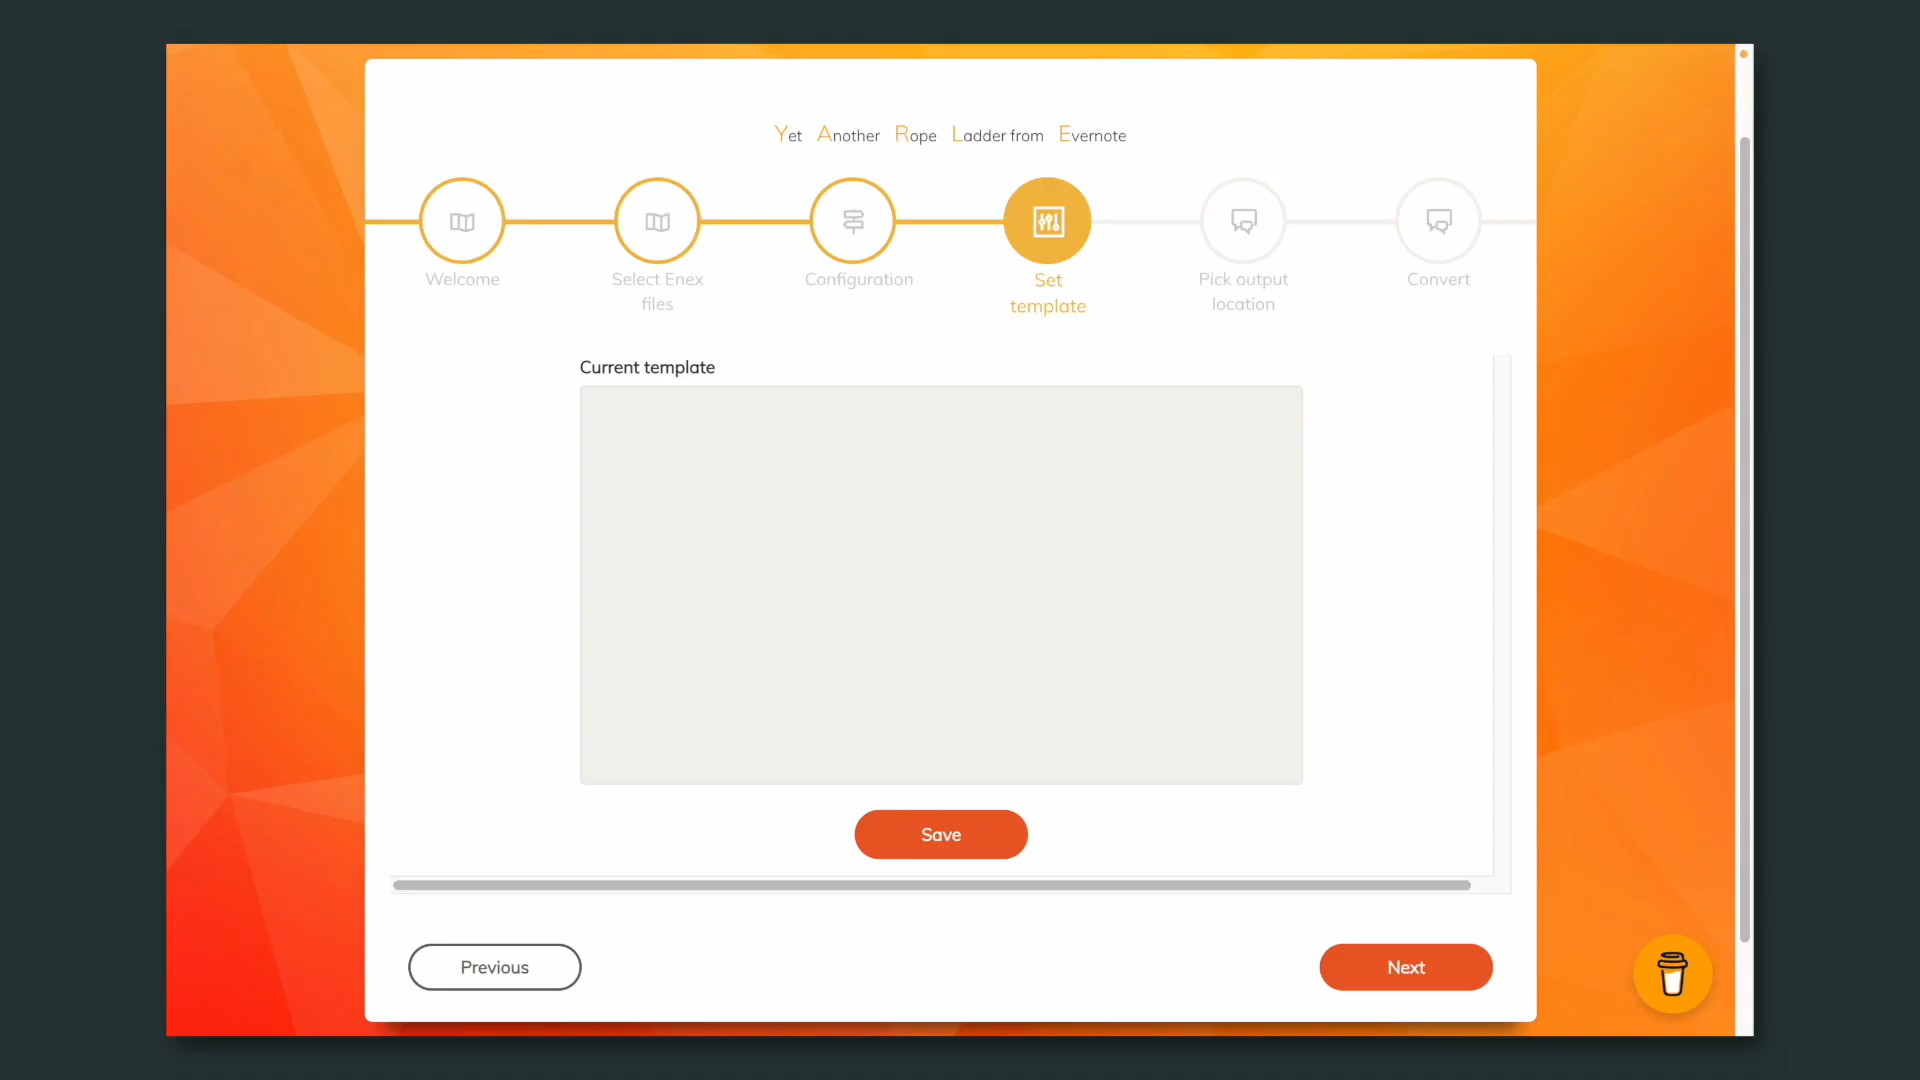 Yet Another Rope Ladder from Evernote
Welcome
Select Enex
files
Configuration
Set
template
Pick output
location
Convert
Current template
Save
Previous
Next